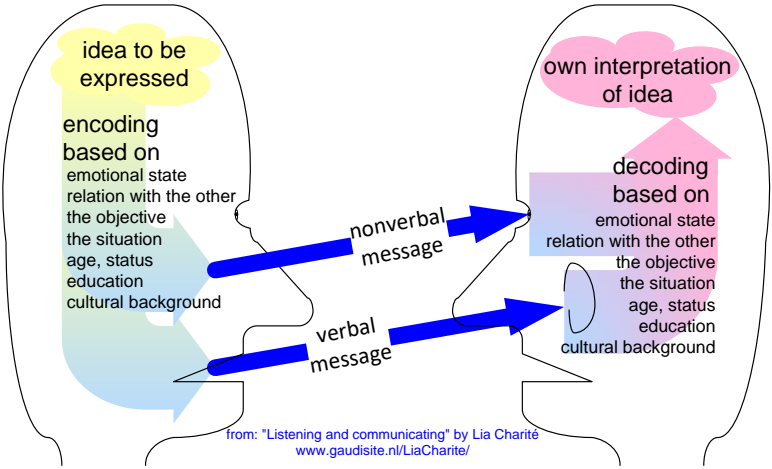 idea to be
expressed
encoding
based on
emotional state
relation with the other
the objective
the situation
age, status
education
cultural background
nonverbal
message
verbal
message
own interpretation
of idea
decoding
based on
emotional state
relation with the other
the objective
the situation
age, status
education
cultural background
from: "Listening and communicating" by Lia Charité
www.gaudisite.nl/LiaCharite/